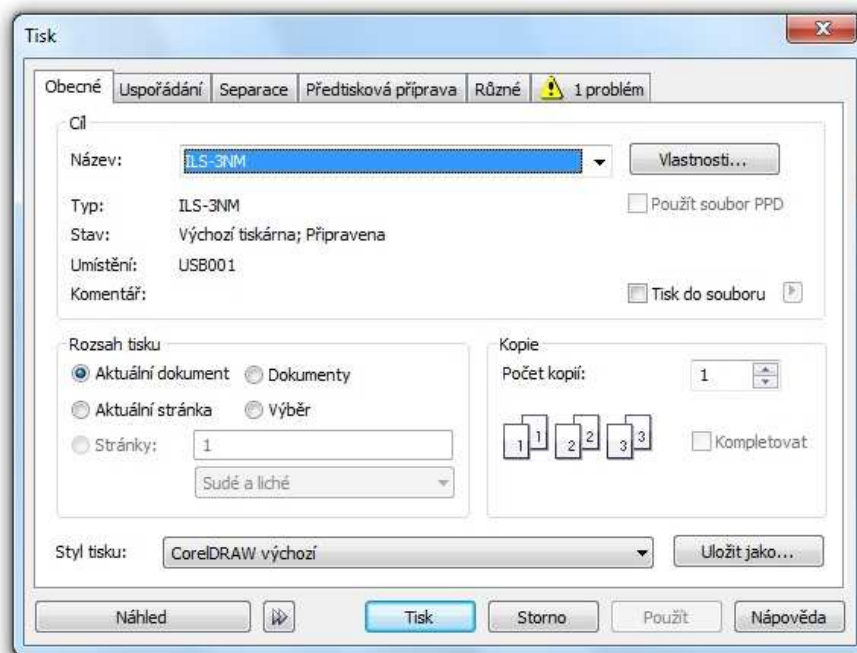 Tisk
Obecné Uspořádání Separace Předtisková příprava Různé 1 problém
Cíl
Název: ILS-3NM Vlastnosti...
Typ: ILS-3NM Použít soubor PPD
Stav: Výchozí tiskárna; Připravena
Umístění: USB001
Komentář: Tisk do souboru
Rozsah tisku
Aktuální dokument Dokumenty
Aktuální stránka Výběr
Stránky: 1
Sudé a liché
Kopie
Počet kopií: 1
1 1 2 2 3 3 Kompletovat
Styl tisku: CorelDRAW výchozí Uložit jako...
Náhled Tisk Storno Použít Nápověda